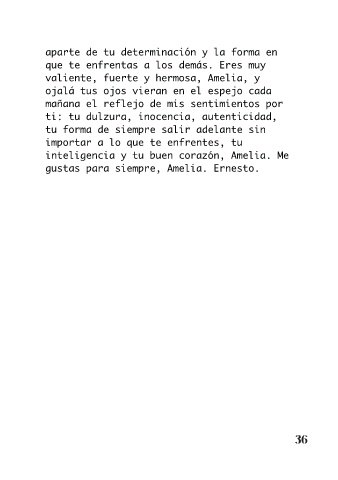 aparte de tu determinación y la forma en
que te enfrentas a los demás. Eres muy
valiente, fuerte y hermosa, Amelia, y
ojalá tus ojos vieran en el espejo cada
mañana el reflejo de mis sentimientos por
ti: tu dulzura, inocencia, autenticidad,
tu forma de siempre salir adelante sin
importar a lo que te enfrentes, tu
inteligencia y tu buen corazón, Amelia. Me
gustas para siempre, Amelia. Ernesto.
36